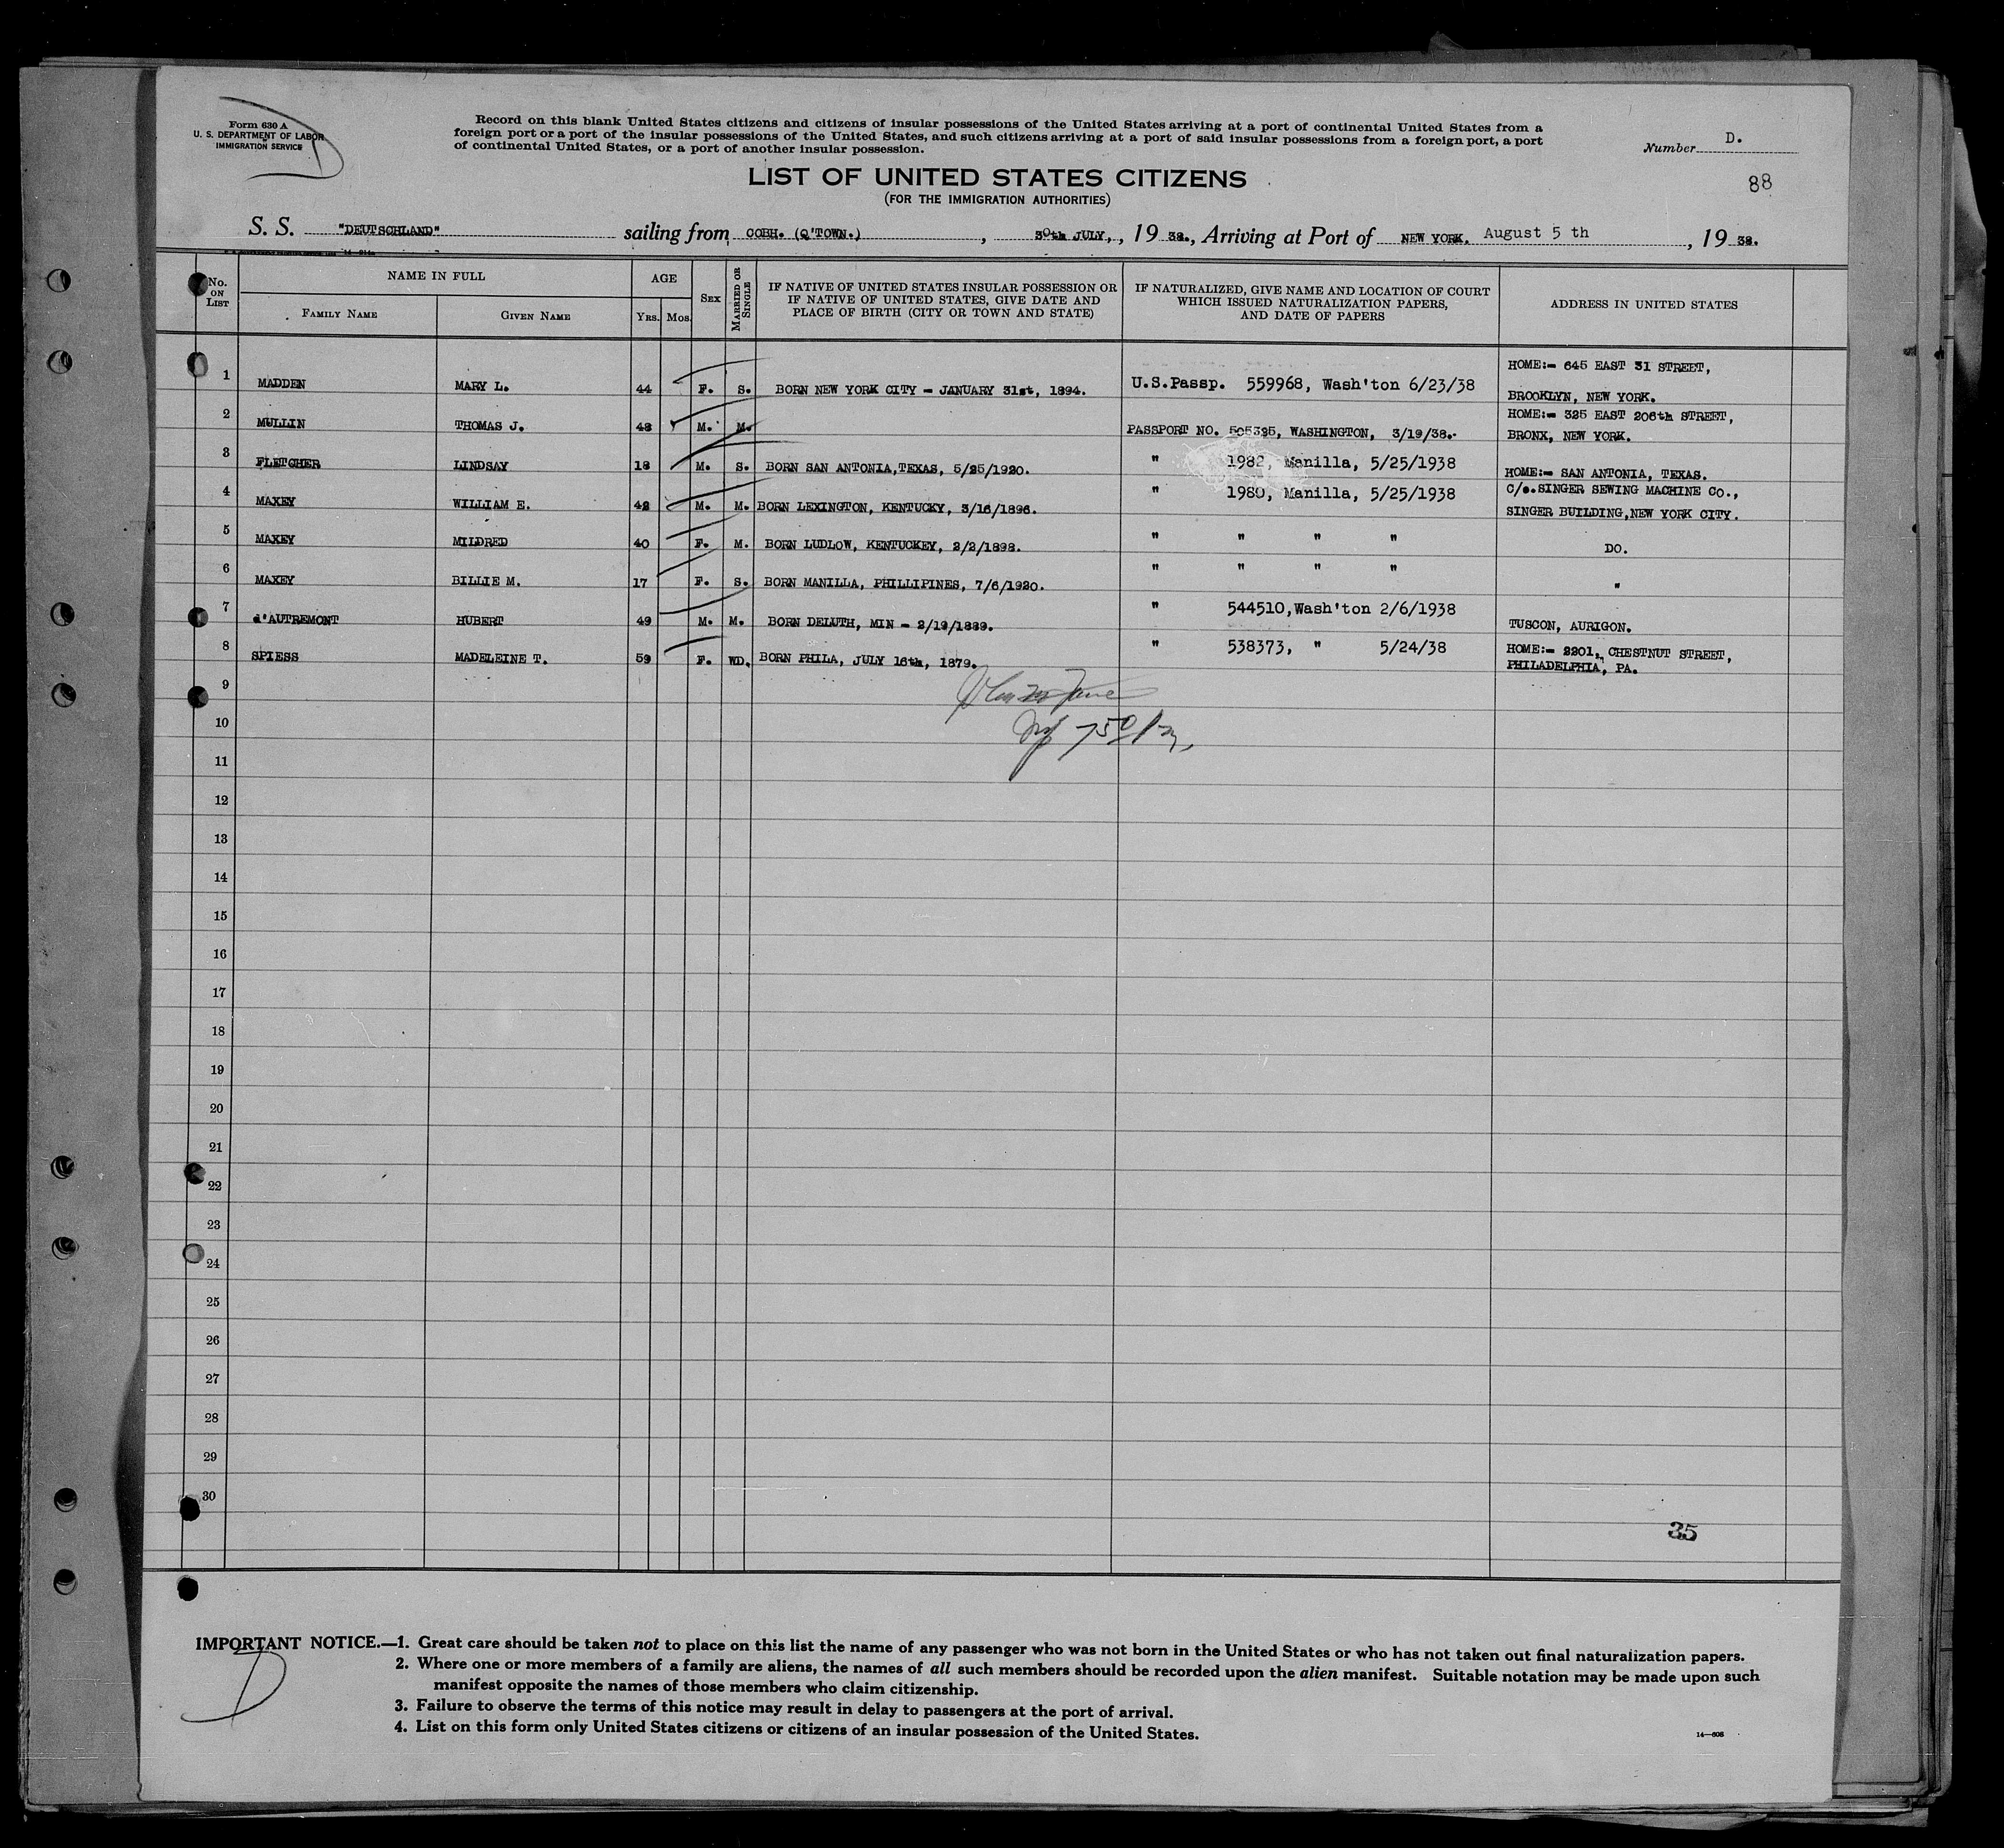 Form 630 A
U. S. DEPARTMENT OF LABOR
IMMIGRATION SERVICE
Record on this blank United States citizens and citizens of insular possessions of the United States arriving at a port of continental United States from a
foreign port or a port of the insular possessions of the United States, and such citizens arriving at a port of said insular possessions from a foreign port, a port
of continental United States, or a port of another insular possession.
Number D.
88
LIST OF UNITED STATES CITIZENS
(FOR THE IMMIGRATION AUTHORITIES)
S. S. "DEUTSCHLAND" sailing from COBH. (Q'TOWN.), 30th JULY, , 19 38., Arriving at Port of NEW YORK. August 5 th, 19 38.
No. ON LIST
NAME IN FULL
FAMILY NAME
GIVEN NAME
AGE
YRS. MOS.
SEX
MARRIED OR SINGLE
IF NATIVE OF UNITED STATES INSULAR POSSESSION OR
IF NATIVE OF UNITED STATES, GIVE DATE AND
PLACE OF BIRTH (CITY OR TOWN AND STATE)
IF NATURALIZED, GIVE NAME AND LOCATION OF COURT
WHICH ISSUED NATURALIZATION PAPERS,
AND DATE OF PAPERS
ADDRESS IN UNITED STATES
1 MADDEN MARY L. 44 F. S. BORN NEW YORK CITY - JANUARY 31st, 1894. U.S.Passp. 559968, Wash'ton 6/23/38 HOME:- 645 EAST 31 STREET,
BROOKLYN, NEW YORK.
2 MULLIN THOMAS J. 48 M. M. PASSPORT NO. 505395, WASHINGTON, 3/19/38. HOME:- 325 EAST 206th STREET,
BRONX, NEW YORK.
3 FLETCHER LINDSAY 18 M. S. BORN SAN ANTONIA, TEXAS, 5/25/1920. " 1982, Manilla, 5/25/1938 HOME:- SAN ANTONIA, TEXAS.
4 MAXEY WILLIAM E. 42 M. M. BORN LEXINGTON, KENTUCKY, 3/16/1896. " 1980, Manilla, 5/25/1938 C/o. SINGER SEWING MACHINE CO.,
SINGER BUILDING, NEW YORK CITY.
5 MAXEY MILDRED 40 F. M. BORN LUDLOW, KENTUCKEY, 2/2/1898. " " " " DO.
6 MAXEY BILLIE M. 17 F. S. BORN MANILLA, PHILLIPINES, 7/6/1920. " " " " "
7 d'AUTREMONT HUBERT 49 M. M. BORN DELUTH, MIN - 2/19/1889. " 544510, Wash'ton 2/6/1938 TUSCON, AURIGON.
8 SPIESS MADELEINE T. 59 F. WD. BORN PHILA, JULY 16th, 1879. " 538373, " 5/24/38 HOME:- 2201, CHESTNUT STREET,
PHILADELPHIA, PA.
9
10
11
12
13
14
15
16
17
18
19
20
21
22
23
24
25
26
27
28
29
30
35
IMPORTANT NOTICE.—1. Great care should be taken not to place on this list the name of any passenger who was not born in the United States or who has not taken out final naturalization papers.
2. Where one or more members of a family are aliens, the names of all such members should be recorded upon the alien manifest. Suitable notation may be made upon such
manifest opposite the names of those members who claim citizenship.
3. Failure to observe the terms of this notice may result in delay to passengers at the port of arrival.
4. List on this form only United States citizens or citizens of an insular possession of the United States.
14—608
D